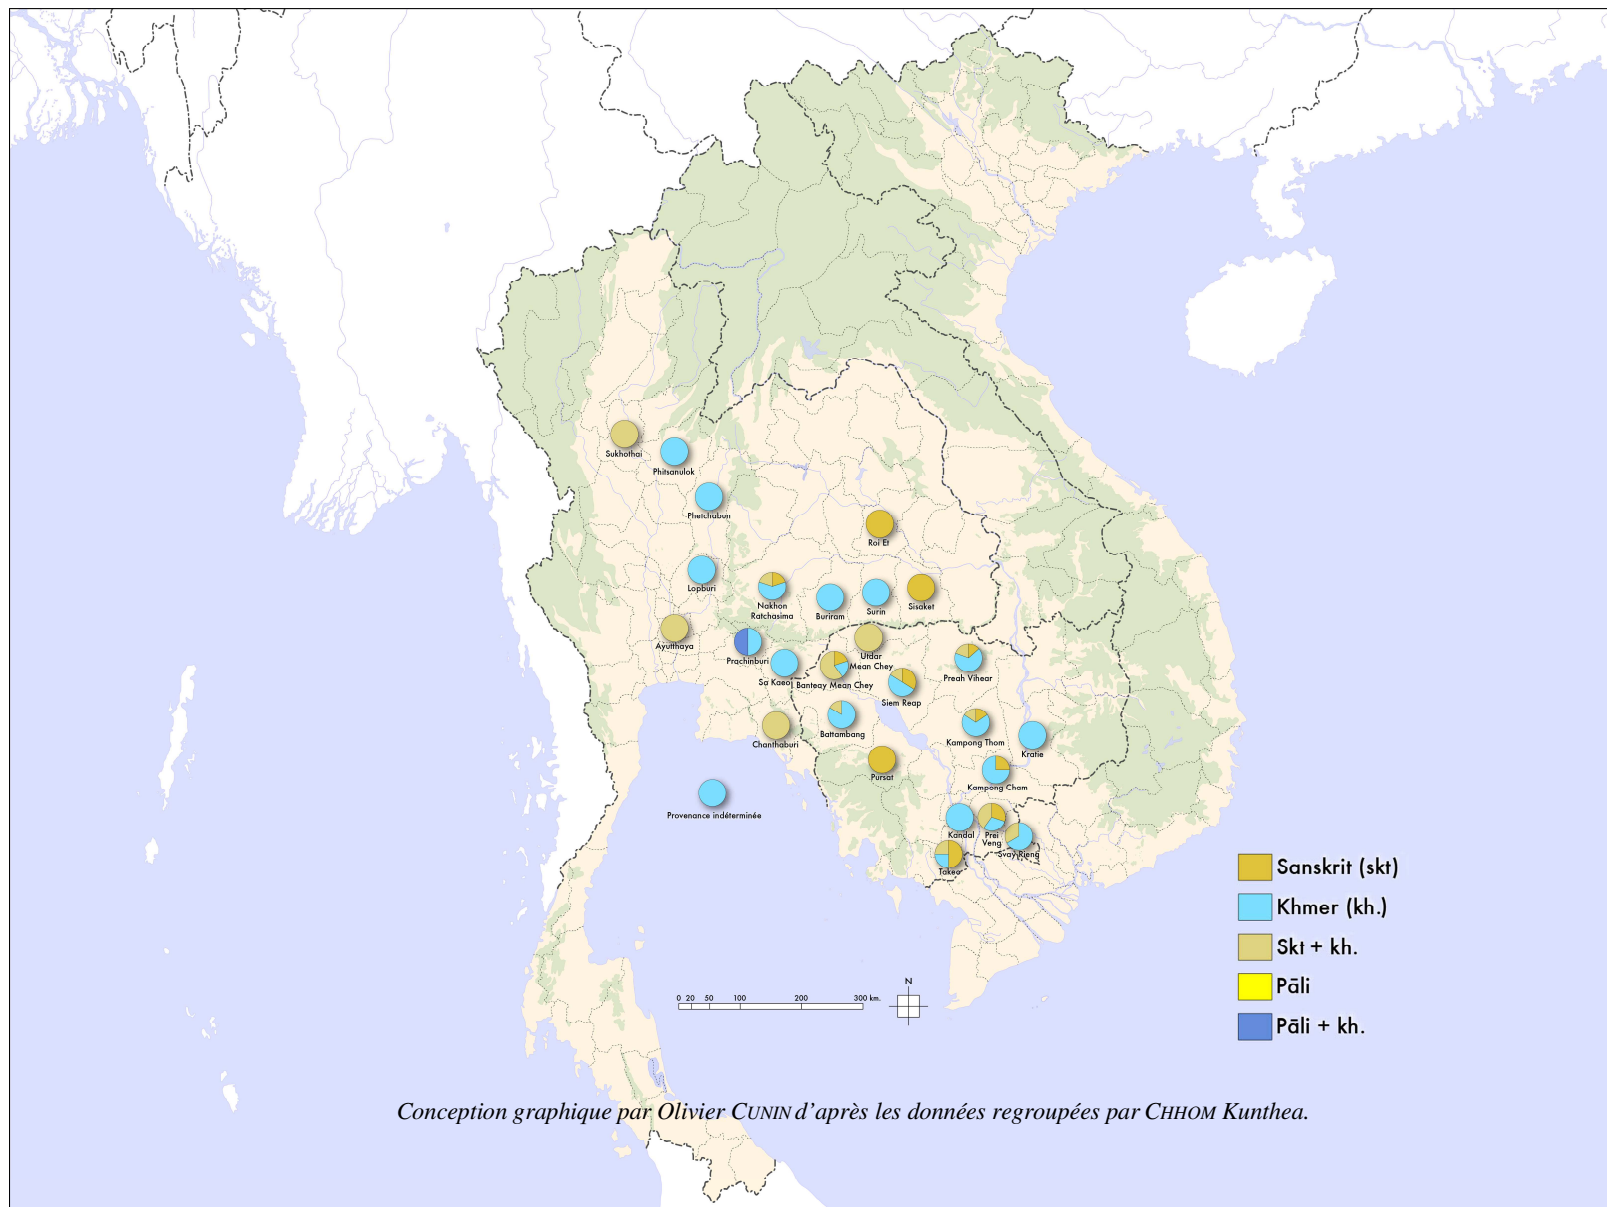 Sukhothai
Phitsanulok
Phetchabun
Roi Et
Lopburi
Nakhon
Ratchasima
Buriram
Surin
Sisaket
Ayutthaya
Prachinburi
Utdar
Mean Chey
Sa Kaeo
Banteay Mean Chey
Preah Vihear
Siem Reap
Chanthaburi
Battambang
Kampong Thom
Kratie
Pursat
Kampong Cham
Provenance indéterminée
Kandal
Prei
Veng
Svay Rieng
Takeo
Sanskrit (skt)
Khmer (kh.)
Skt + kh.
Pāli
Pāli + kh.
N
0 20 50 100 200 300 km.
Conception graphique par Olivier CUNIN d'après les données regroupées par CHHOM Kunthea.